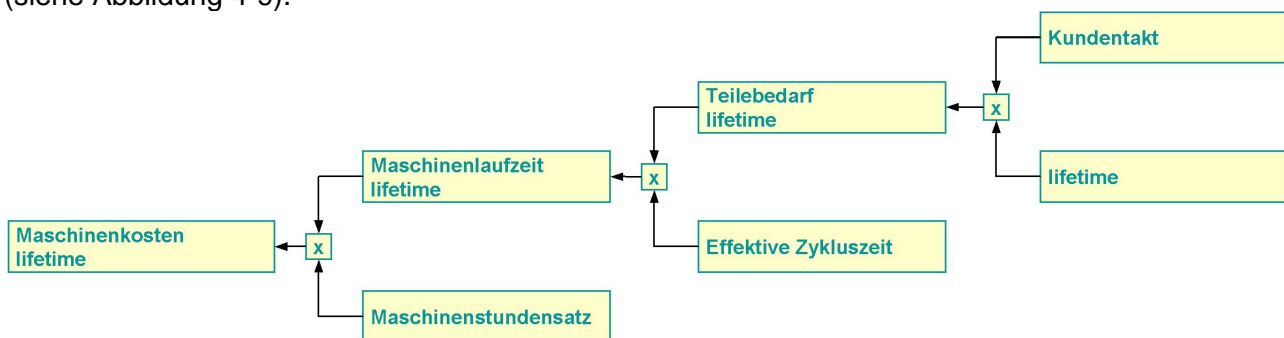 (siehe Abbildung 4-9):
Kundentakt
x
Teilebedarf
lifetime
lifetime
x
Maschinenlaufzeit
lifetime
Effektive Zykluszeit
x
Maschinenkosten
lifetime
Maschinenstundensatz